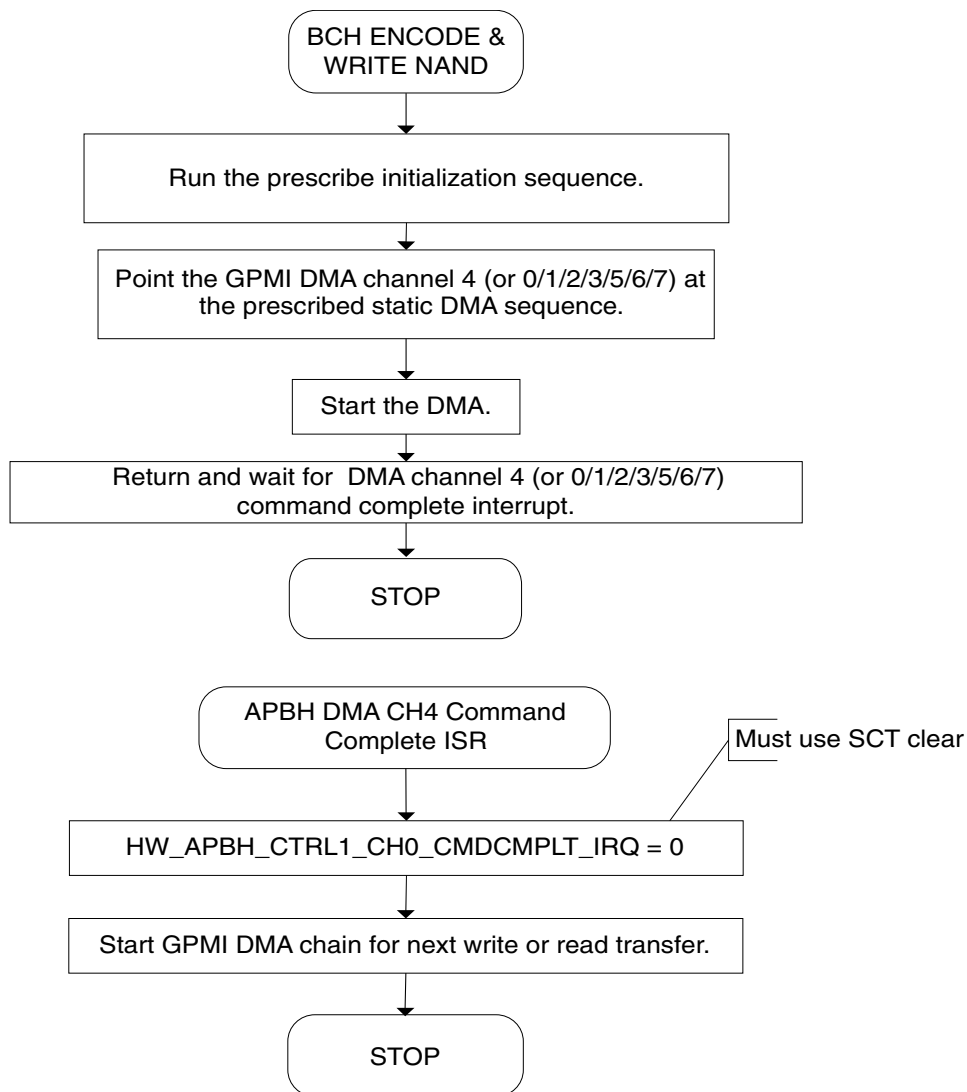 BCH ENCODE &
WRITE NAND
Run the prescribe initialization sequence.
Point the GPMI DMA channel 4 (or 0/1/2/3/5/6/7) at
the prescribed static DMA sequence.
Start the DMA.
Return and wait for DMA channel 4 (or 0/1/2/3/5/6/7)
command complete interrupt.
STOP
APBH DMA CH4 Command
Complete ISR
Must use SCT clear
HW_APBH_CTRL1_CH0_CMDCMPLT_IRQ = 0
Start GPMI DMA chain for next write or read transfer.
STOP